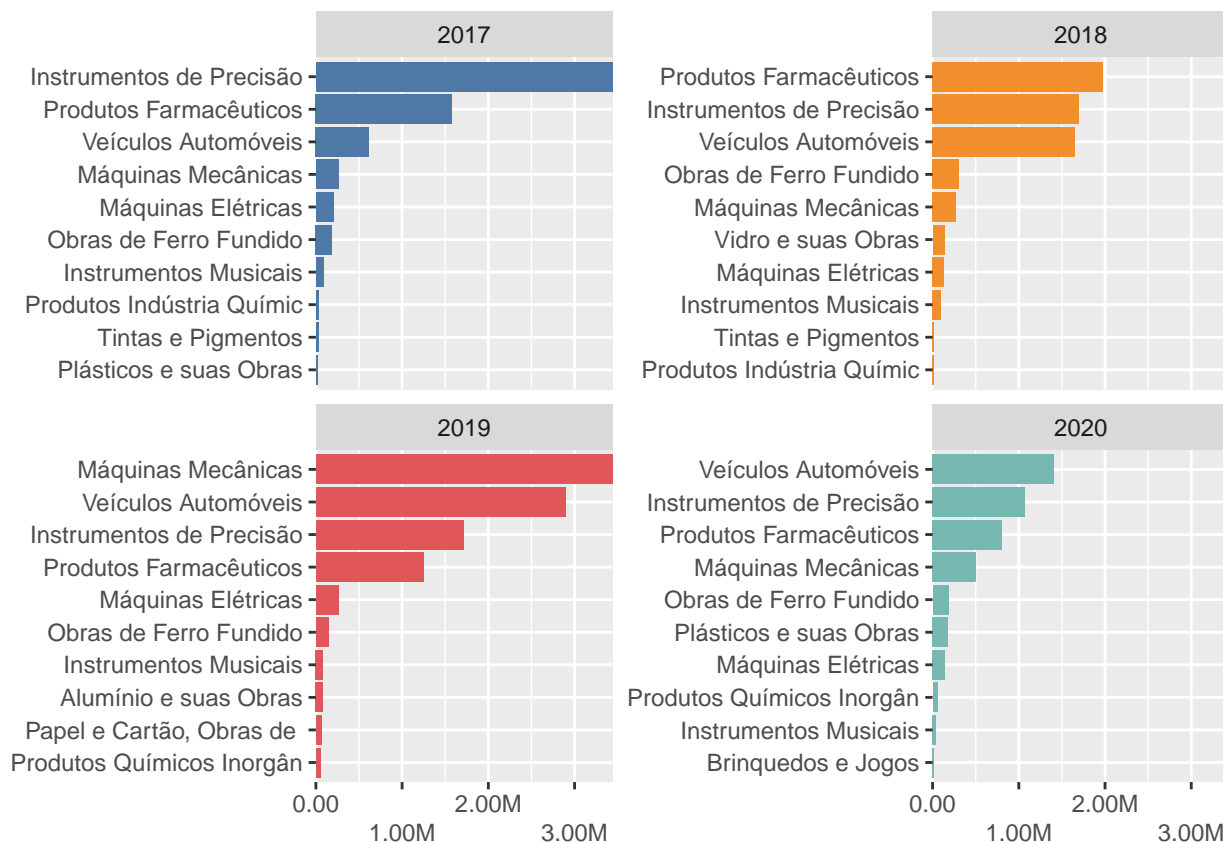 2017
Instrumentos de Precisão
Produtos Farmacêuticos
Veículos Automóveis
Máquinas Mecânicas
Máquinas Elétricas
Obras de Ferro Fundido
Instrumentos Musicais
Produtos Indústria Químic
Tintas e Pigmentos
Plásticos e suas Obras
2018
Produtos Farmacêuticos
Instrumentos de Precisão
Veículos Automóveis
Obras de Ferro Fundido
Máquinas Mecânicas
Vidro e suas Obras
Máquinas Elétricas
Instrumentos Musicais
Tintas e Pigmentos
Produtos Indústria Químic
2019
Máquinas Mecânicas
Veículos Automóveis
Instrumentos de Precisão
Produtos Farmacêuticos
Máquinas Elétricas
Obras de Ferro Fundido
Instrumentos Musicais
Alumínio e suas Obras
Papel e Cartão, Obras de
Produtos Químicos Inorgân
0.00 2.00M
1.00M 3.00M
2020
Veículos Automóveis
Instrumentos de Precisão
Produtos Farmacêuticos
Máquinas Mecânicas
Obras de Ferro Fundido
Plásticos e suas Obras
Máquinas Elétricas
Produtos Químicos Inorgân
Instrumentos Musicais
Brinquedos e Jogos
0.00 2.00M
1.00M 3.00M